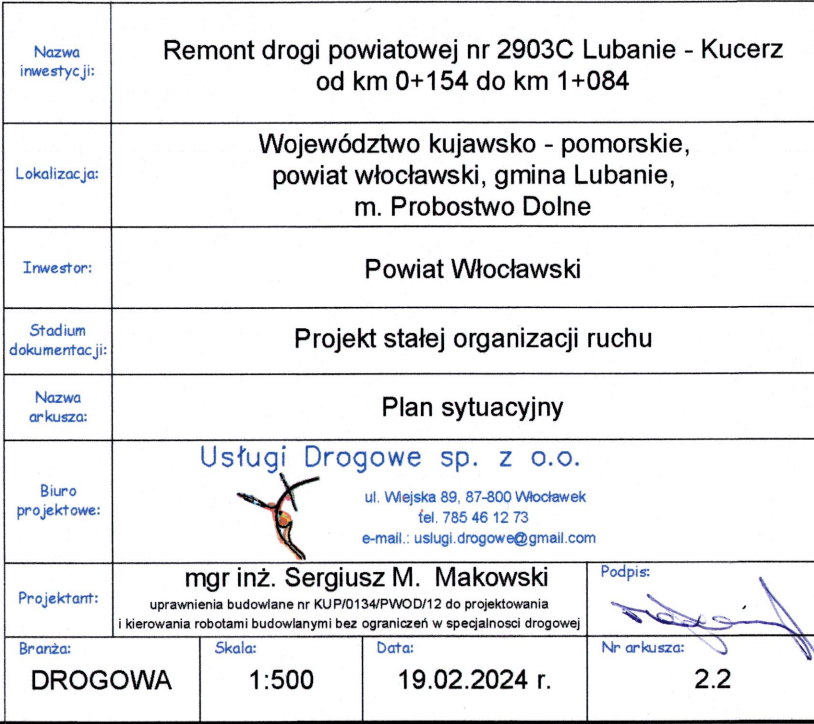 Nazwa
inwestycji:
Remont drogi powiatowej nr 2903C Lubanie - Kucerz
od km 0+154 do km 1+084
Lokalizacja:
Województwo kujawsko - pomorskie,
powiat włocławski, gmina Lubanie,
m. Probostwo Dolne
Inwestor:
Powiat Włocławski
Stadium
dokumentacji:
Projekt stałej organizacji ruchu
Nazwa
arkusza:
Plan sytuacyjny
Biuro
projektowe:
Usługi Drogowe sp. z o.o.
ul. Wiejska 89, 87-800 Włocławek
tel. 785 46 12 73
e-mail.: uslugi.drogowe@gmail.com
Projektant:
mgr inż. Sergiusz M. Makowski
uprawnienia budowlane nr KUP/0134/PWOD/12 do projektowania
i kierowania robotami budowlanymi bez ograniczeń w specjalnosci drogowej
Podpis:
Branża:
DROGOWA
Skala:
1:500
Data:
19.02.2024 r.
Nr arkusza:
2.2